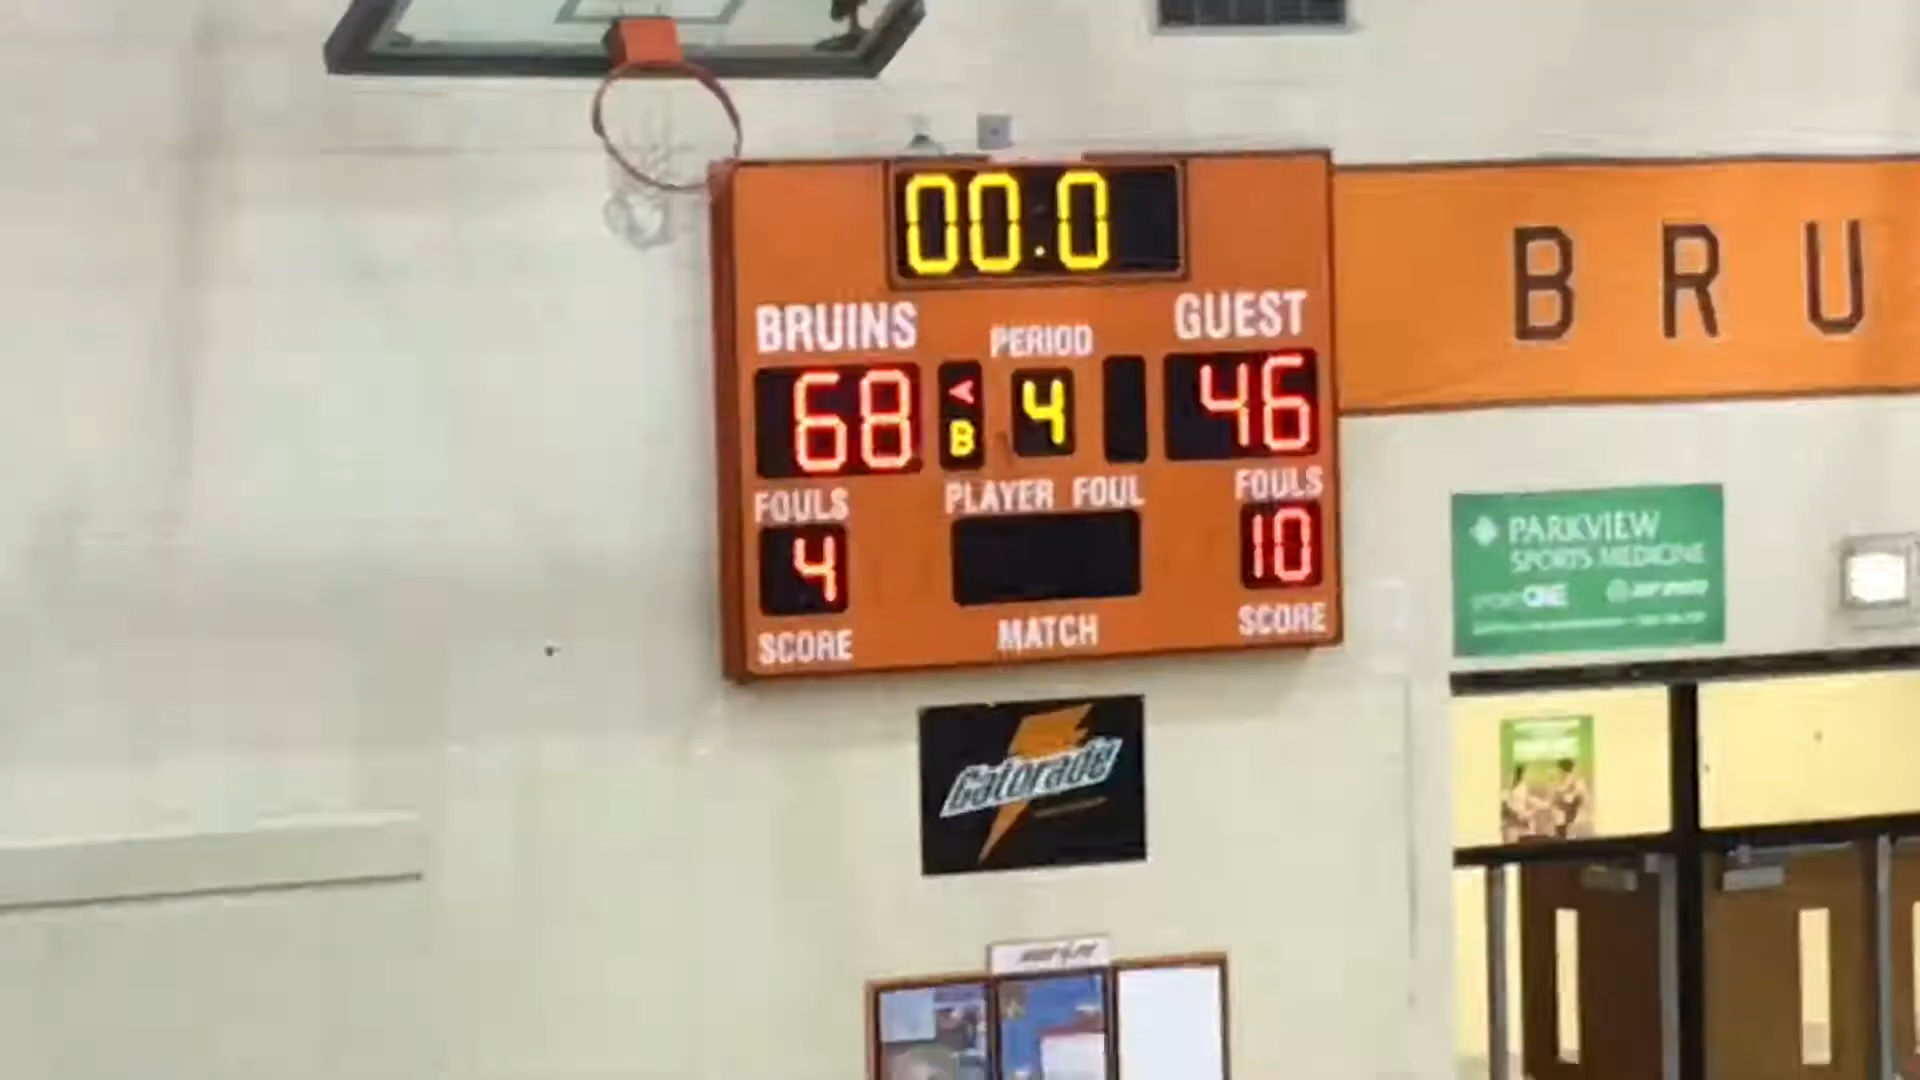 00.0
BRUINS
PERIOD
GUEST
68
<
B
4
46
FOULS
PLAYER FOUL
FOULS
4
10
SCORE
MATCH
SCORE
B R U
PARKVIEW
SPORTS MEDICINE
Gatorade